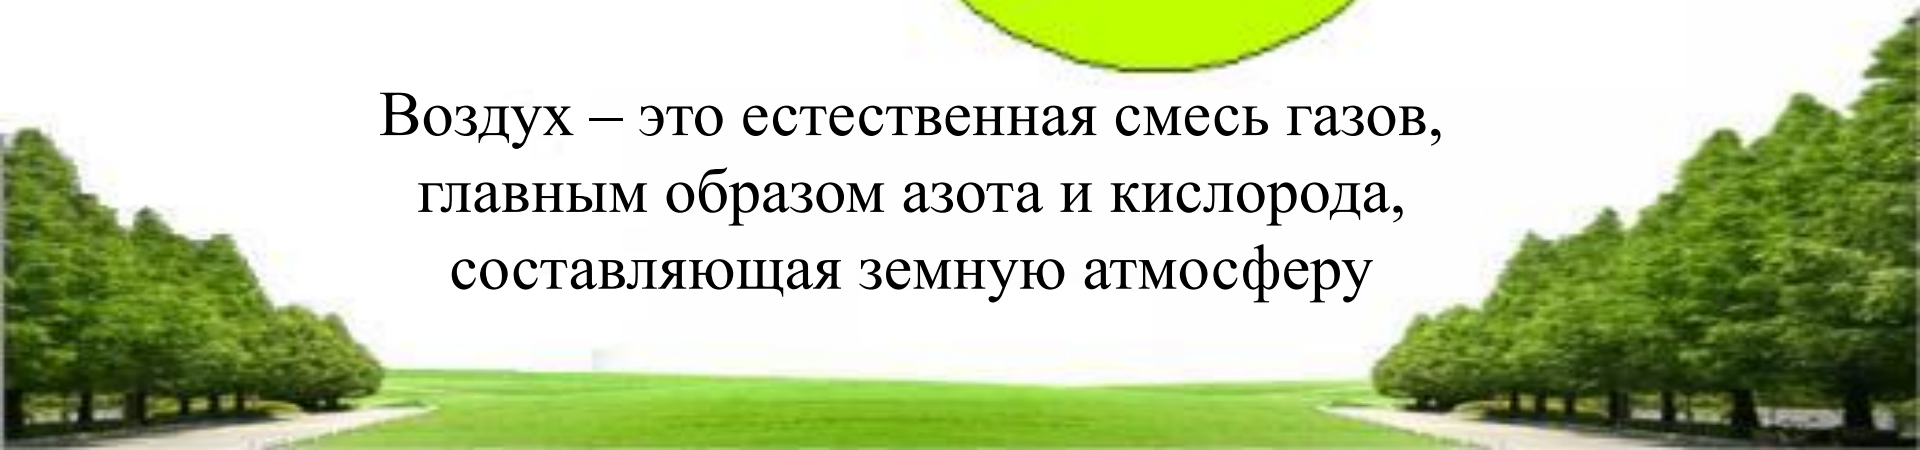 Воздух – это естественная смесь газов,
главным образом азота и кислорода,
составляющая земную атмосферу